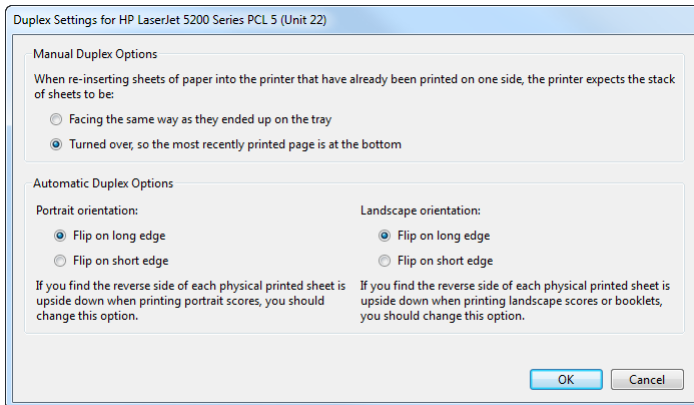 Duplex Settings for HP LaserJet 5200 Series PCL 5 (Unit 22)
Manual Duplex Options
When re-inserting sheets of paper into the printer that have already been printed on one side, the printer expects the stack
of sheets to be:
Facing the same way as they ended up on the tray
Turned over, so the most recently printed page is at the bottom
Automatic Duplex Options
Portrait orientation:
Flip on long edge
Flip on short edge
If you find the reverse side of each physical printed sheet is
upside down when printing portrait scores, you should
change this option.
Landscape orientation:
Flip on long edge
Flip on short edge
If you find the reverse side of each physical printed sheet is
upside down when printing landscape scores or booklets,
you should change this option.
OK
Cancel